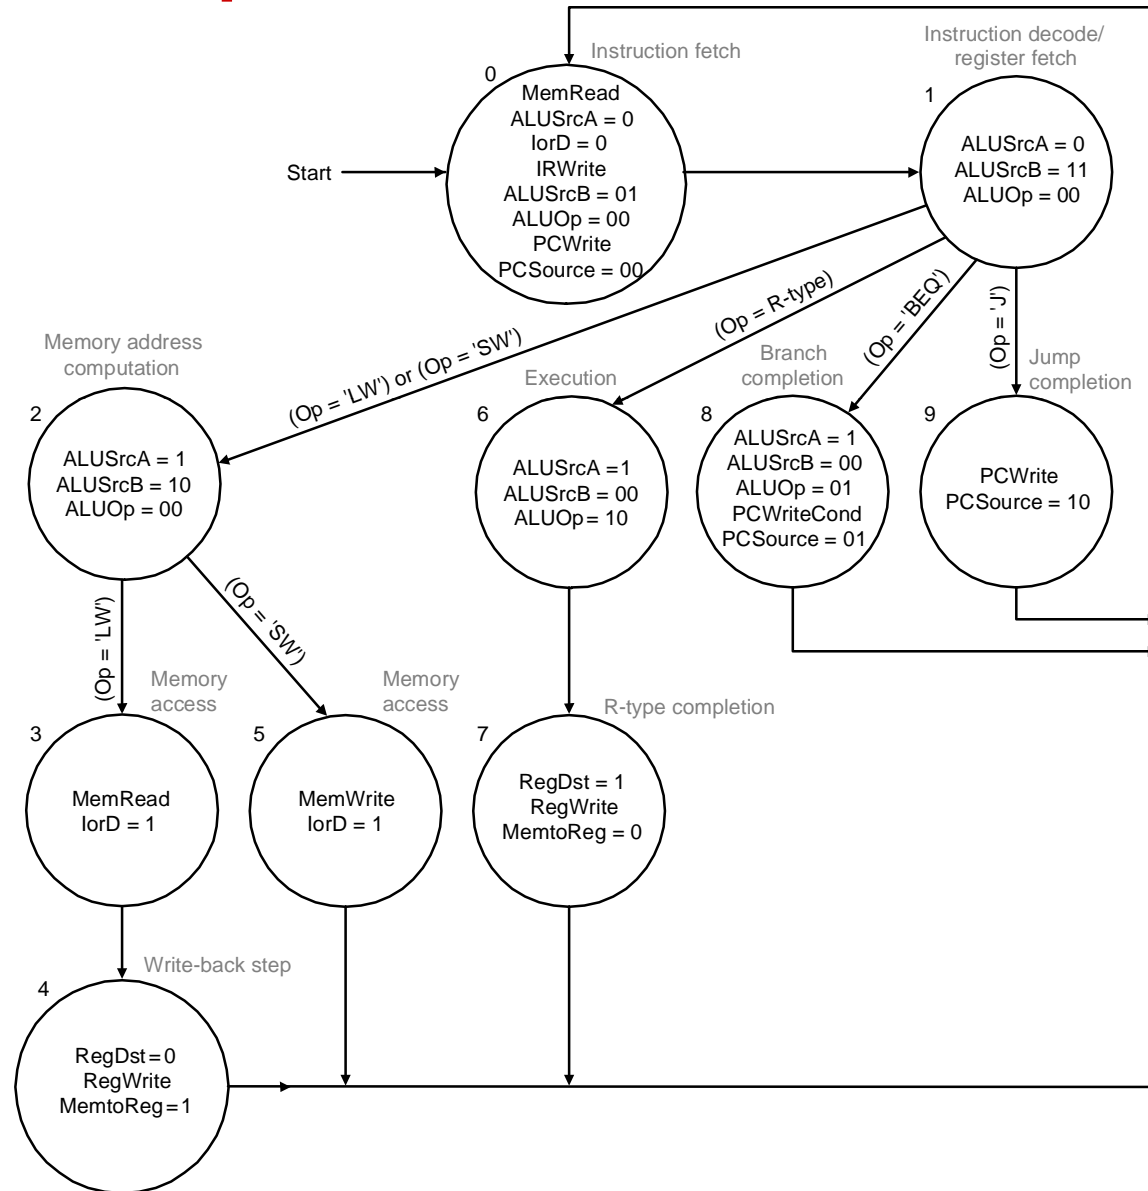 Instruction fetch
0
MemRead
ALUSrcA = 0
IorD = 0
IRWrite
ALUSrcB = 01
ALUOp = 00
PCWrite
PCSource = 00
Instruction decode/
register fetch
1
ALUSrcA = 0
ALUSrcB = 11
ALUOp = 00
Start
(Op = 'LW') or (Op = 'SW')
(Op = R-type)
(Op = 'BEQ')
(Op = 'J')
Memory address
computation
2
ALUSrcA = 1
ALUSrcB = 10
ALUOp = 00
Execution
6
ALUSrcA = 1
ALUSrcB = 00
ALUOp = 10
Branch
completion
8
ALUSrcA = 1
ALUSrcB = 00
ALUOp = 01
PCWriteCond
PCSource = 01
Jump
completion
9
PCWrite
PCSource = 10
(Op = 'LW')
(Op = 'SW')
Memory
access
3
MemRead
IorD = 1
Memory
access
5
MemWrite
IorD = 1
R-type completion
7
RegDst = 1
RegWrite
MemtoReg = 0
Write-back step
4
RegDst = 0
RegWrite
MemtoReg = 1